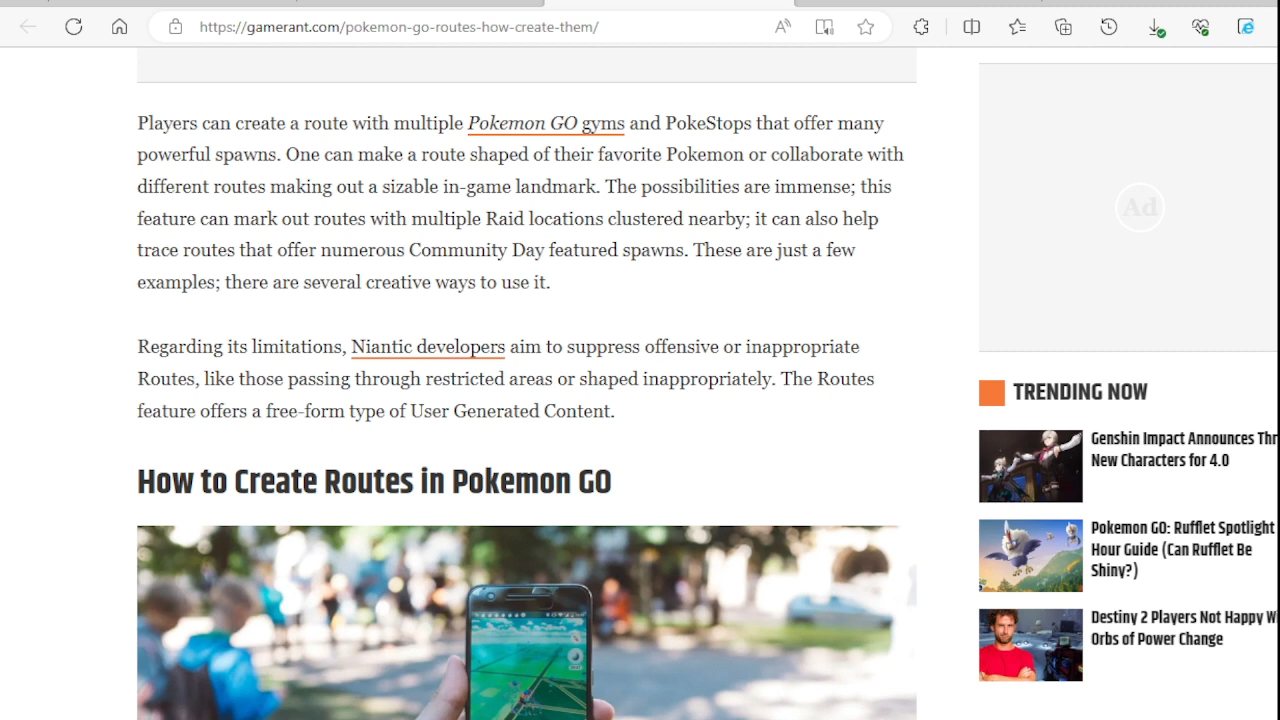 https://gamerant.com/pokemon-go-routes-how-create-them/
Players can create a route with multiple Pokemon GO gyms and PokeStops that offer many
powerful spawns. One can make a route shaped of their favorite Pokemon or collaborate with
different routes making out a sizable in-game landmark. The possibilities are immense; this
feature can mark out routes with multiple Raid locations clustered nearby; it can also help
trace routes that offer numerous Community Day featured spawns. These are just a few
examples; there are several creative ways to use it.
Regarding its limitations, Niantic developers aim to suppress offensive or inappropriate
Routes, like those passing through restricted areas or shaped inappropriately. The Routes
feature offers a free-form type of User Generated Content.
How to Create Routes in Pokemon GO
Ad
TRENDING NOW
Genshin Impact Announces Thr
New Characters for 4.0
Pokemon GO: Rufflet Spotlight
Hour Guide (Can Rufflet Be
Shiny?)
Destiny 2 Players Not Happy W
Orbs of Power Change